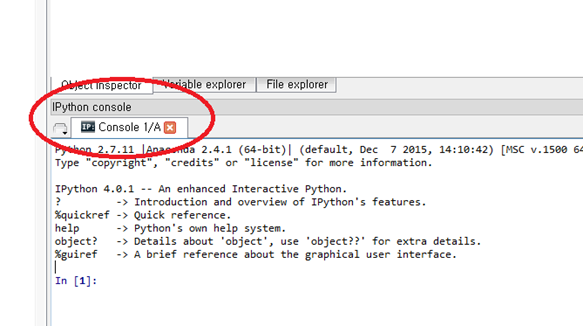 Object inspector Variable explorer File explorer
IPython console
IP: Console 1/A
Python 2.7.11 |Anaconda 2.4.1 (64-bit)| (default, Dec  7 2015, 14:10:42) [MSC v.1500 64
Type "copyright", "credits" or "license" for more information.
IPython 4.0.1 -- An enhanced Interactive Python.
?         -> Introduction and overview of IPython's features.
%quickref -> Quick reference.
help      -> Python's own help system.
object?   -> Details about 'object', use 'object??' for extra details.
%guiref   -> A brief reference about the graphical user interface.
In [1]: